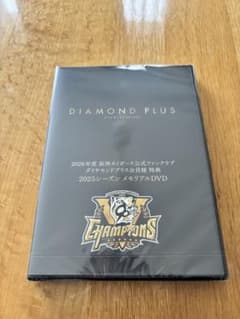 DIAMOND PLUS
2026年度 阪神タイガース公式ファンクラブ
ダイヤモンドプラス会員様 特典
2025シーズン メモリアルDVD
CHAMPIONS